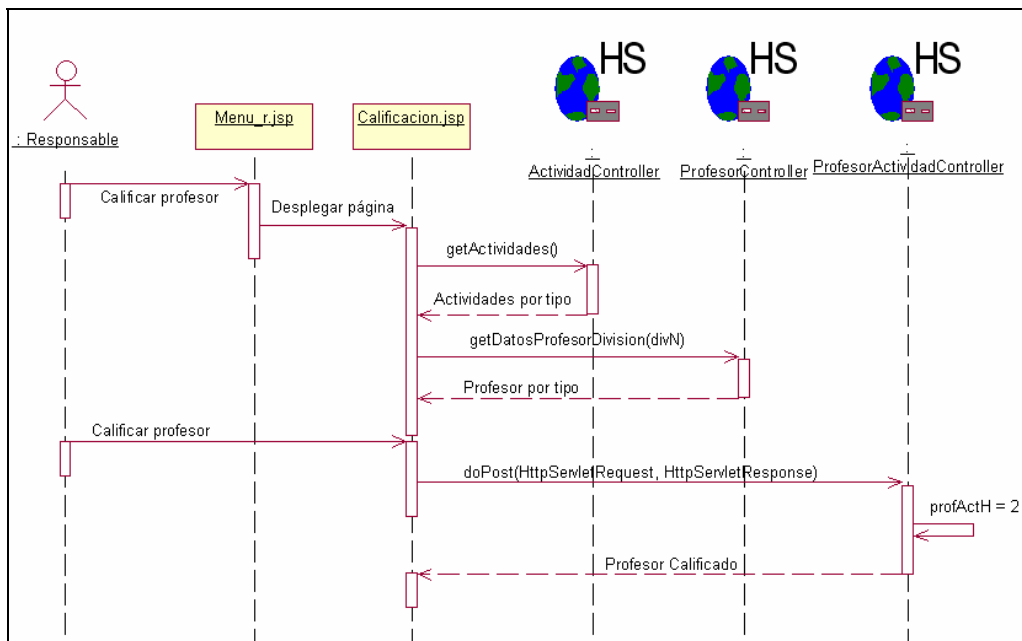 HS
HS
HS
: Responsable
Menu_r.jsp
Calificacion.jsp
:
ActividadController
:
ProfesorController
:
ProfesorActividadController
Calificar profesor
Desplegar página
getActividades()
Actividades por tipo
getDatosProfesorDivision(divN)
Profesor por tipo
Calificar profesor
doPost(HttpServletRequest, HttpServletResponse)
profActH = 2
Profesor Calificado